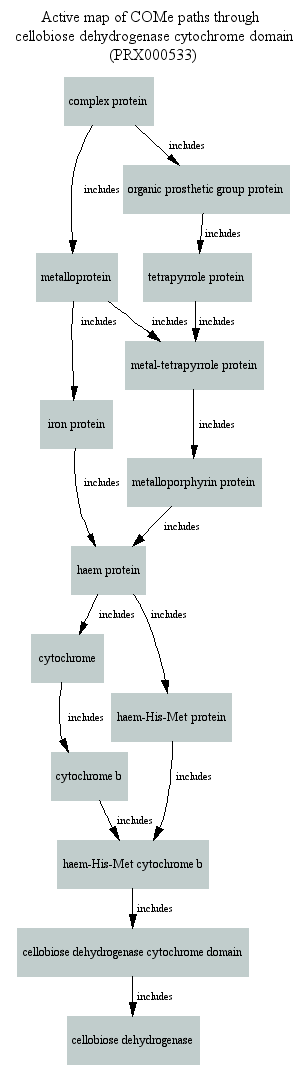 Active map of COMe paths through
cellobiose dehydrogenase cytochrome domain
(PRX000533)
complex protein
includes
includes
organic prosthetic group protein
includes
metalloprotein
tetrapyrrole protein
includes
includes
includes
metal-tetrapyrrole protein
iron protein
includes
metalloporphyrin protein
includes
includes
haem protein
includes
includes
cytochrome
haem-His-Met protein
includes
cytochrome b
includes
includes
haem-His-Met cytochrome b
includes
cellobiose dehydrogenase cytochrome domain
includes
cellobiose dehydrogenase